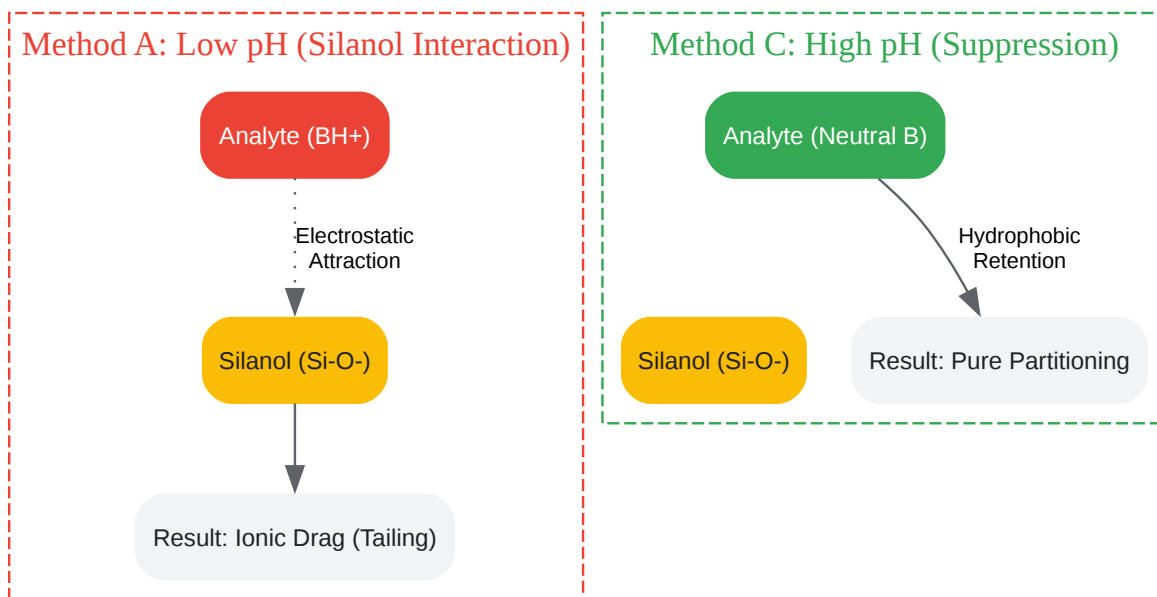 Method A: Low pH (Silanol Interaction)
Analyte (BH+)
Electrostatic
Attraction
Silanol (Si-O-)
Result: Ionic Drag (Tailing)
Method C: High pH (Suppression)
Analyte (Neutral B)
Hydrophobic
Retention
Silanol (Si-O-)
Result: Pure Partitioning